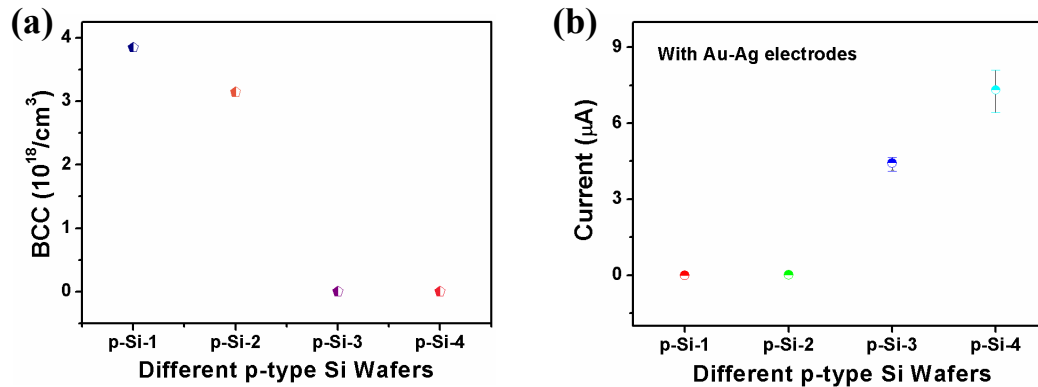 (a)
BCC (10^18/cm^3)
4
3
2
1
0
p-Si-1 p-Si-2 p-Si-3 p-Si-4
Different p-type Si Wafers
(b)
With Au-Ag electrodes
Current (μA)
9
6
3
0
p-Si-1 p-Si-2 p-Si-3 p-Si-4
Different p-type Si Wafers